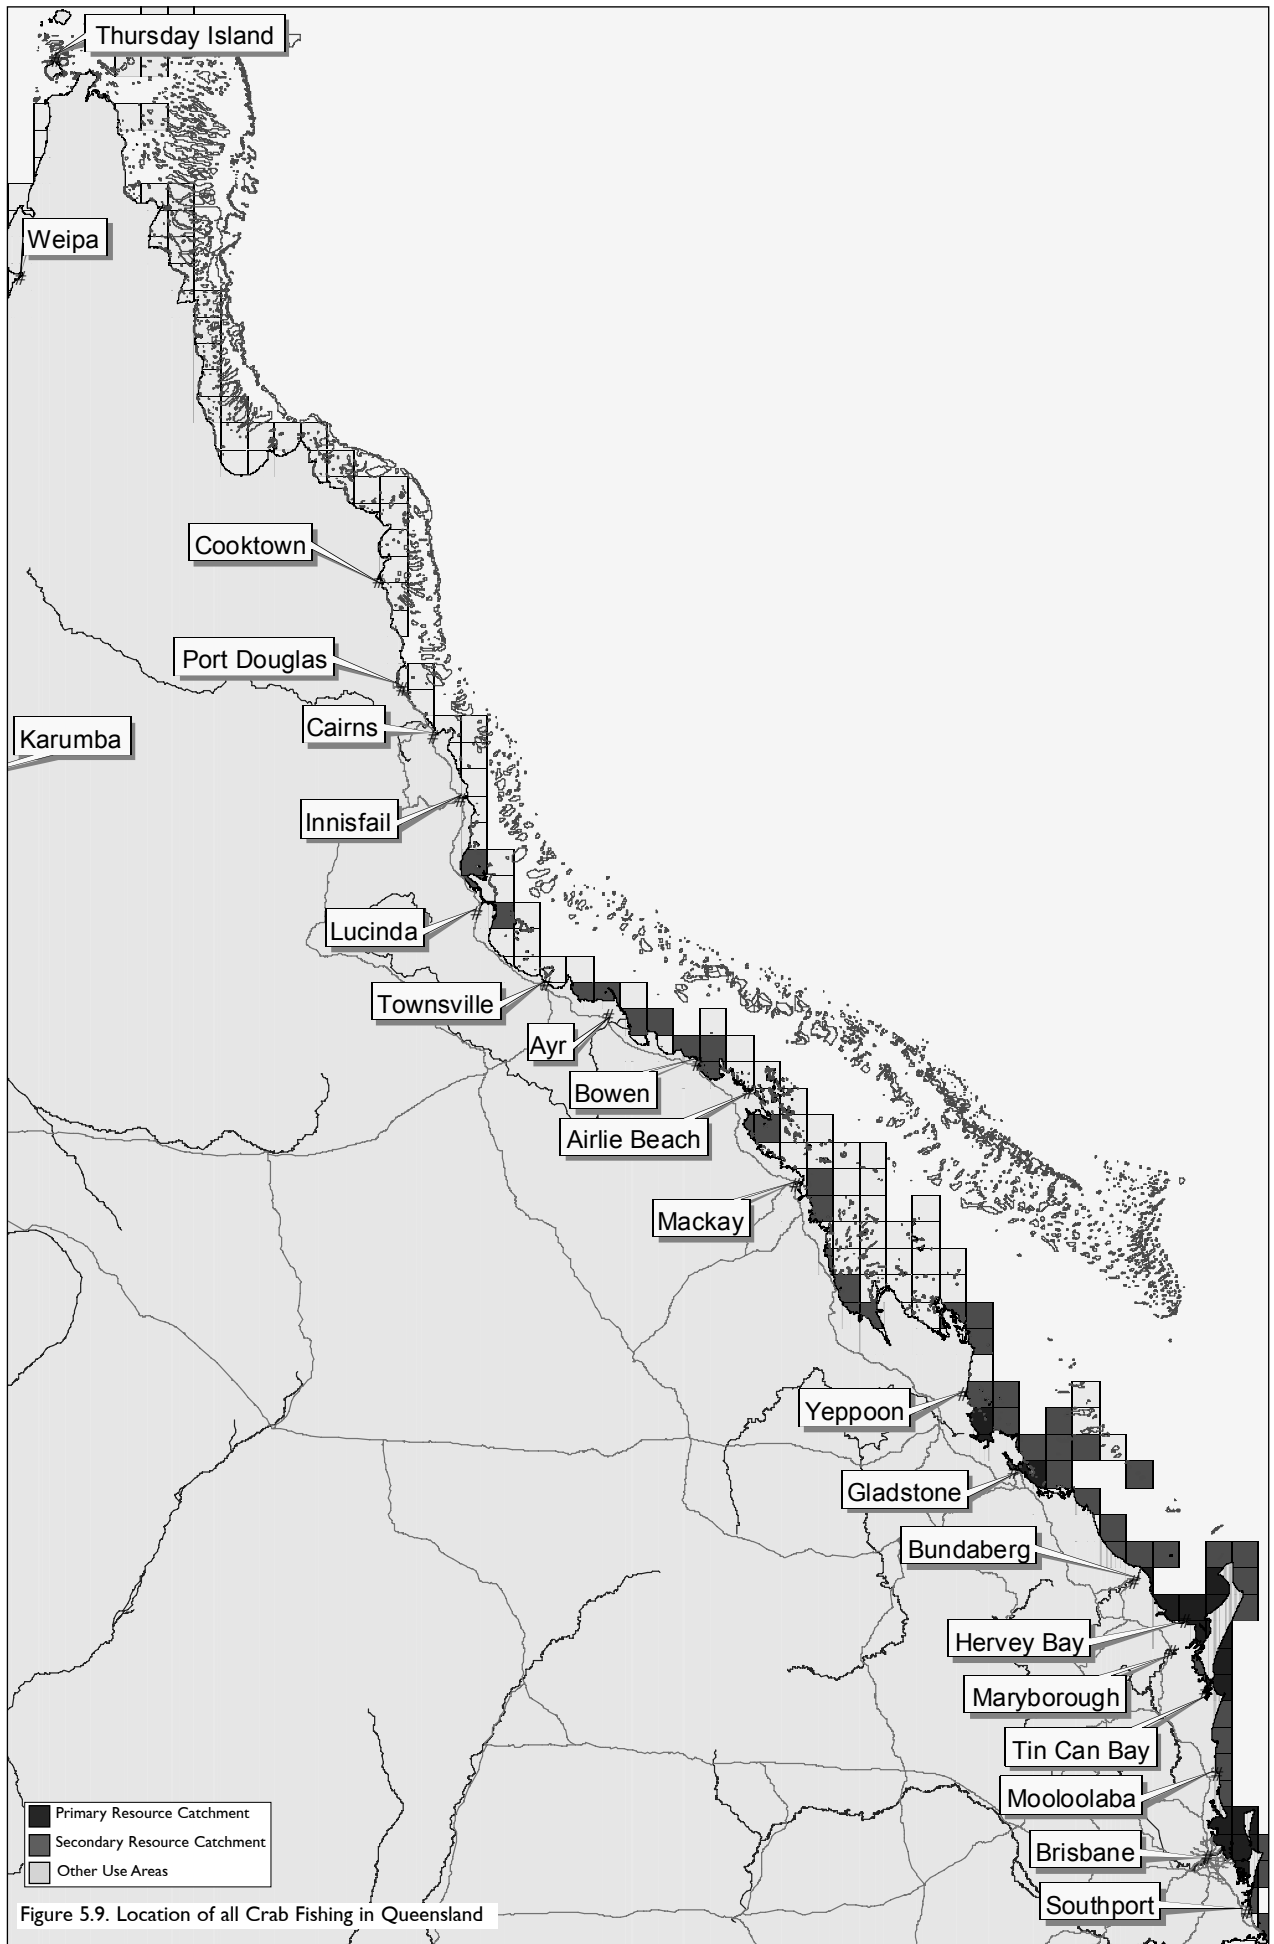 Thursday Island
Weipa
Cooktown
Port Douglas
Cairns
Karumba
Innisfail
Lucinda
Townsville
Ayr
Bowen
Airlie Beach
Mackay
Yeppoon
Gladstone
Bundaberg
Hervey Bay
Maryborough
Tin Can Bay
Mooloolaba
Brisbane
Southport
Primary Resource Catchment
Secondary Resource Catchment
Other Use Areas
Figure 5.9. Location of all Crab Fishing in Queensland